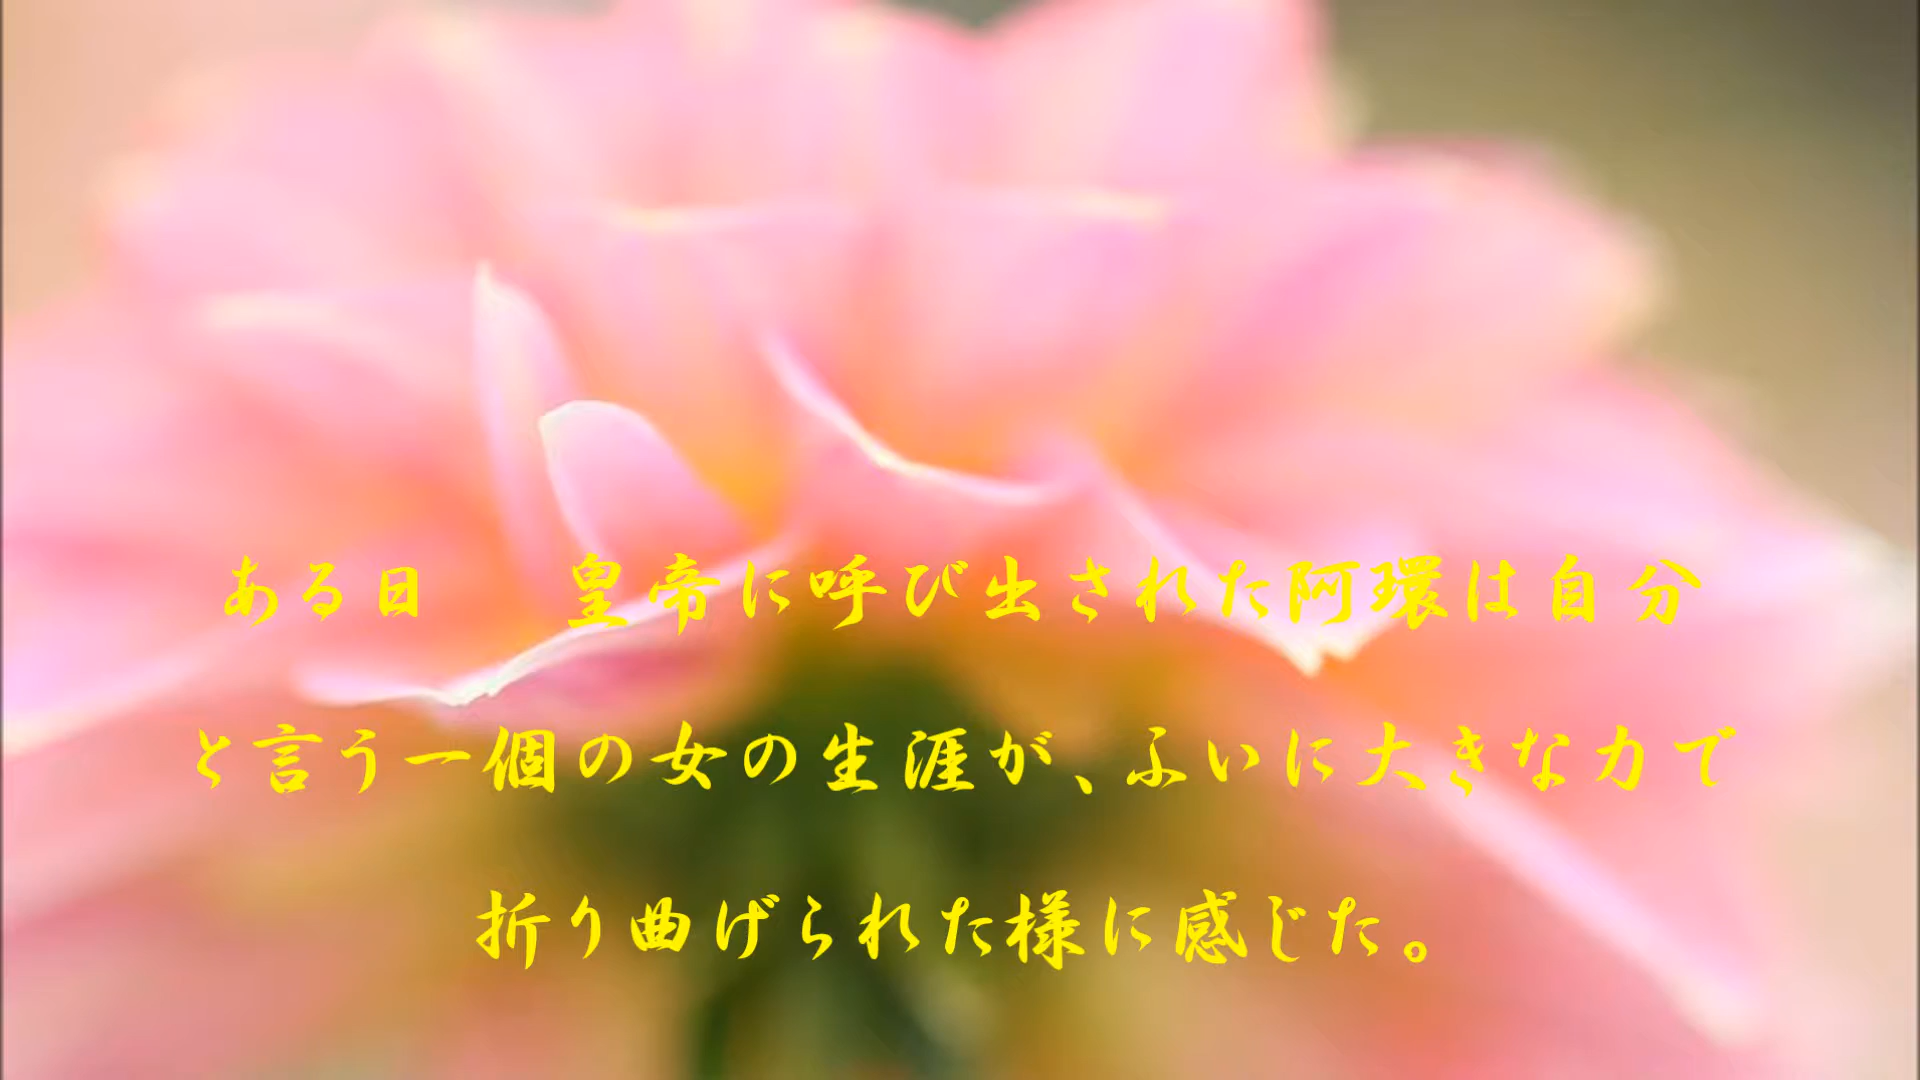 ある日　皇帝に呼び出された阿環は自分
と言う一個の女の生涯が、ふいに大きな力で
折り曲げられた様に感じた。